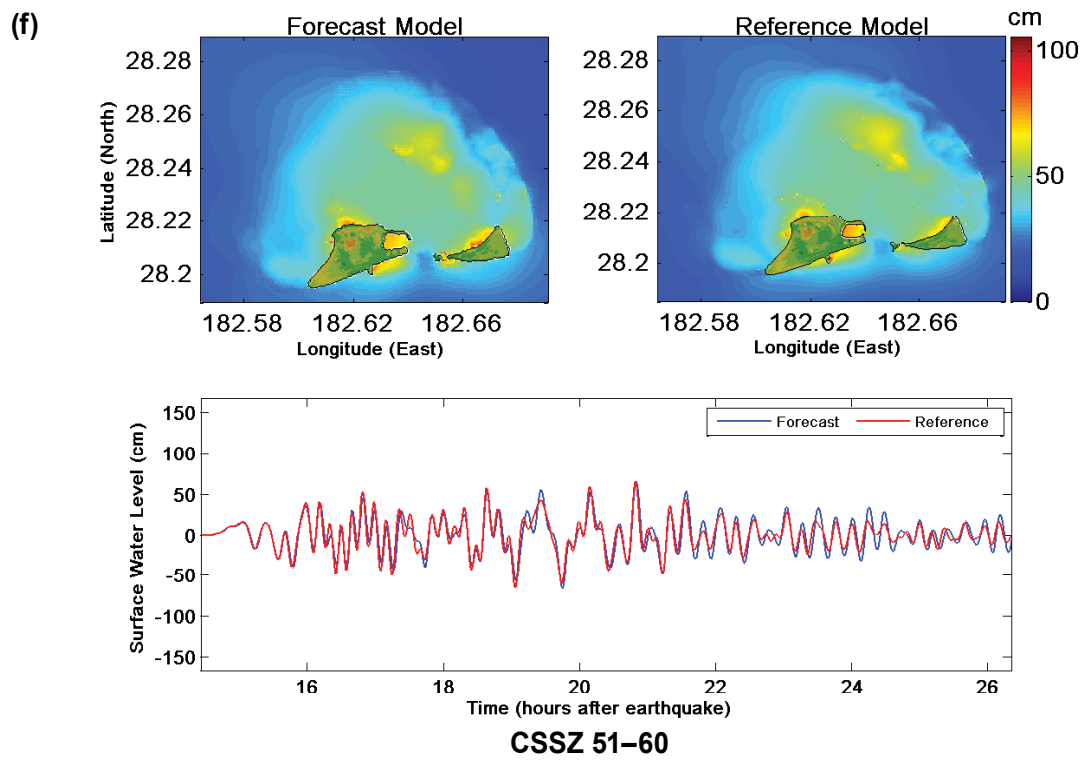 (f)
Forecast Model
Reference Model
cm
28.28
28.26
28.24
28.22
28.2
Latitude (North)
182.58
182.62
182.66
Longitude (East)
28.28
28.26
28.24
28.22
28.2
182.58
182.62
182.66
Longitude (East)
100
50
0
150
100
50
0
-50
-100
-150
Surface Water Level (cm)
Forecast
Reference
16
18
20
22
24
26
Time (hours after earthquake)
CSSZ 51–60